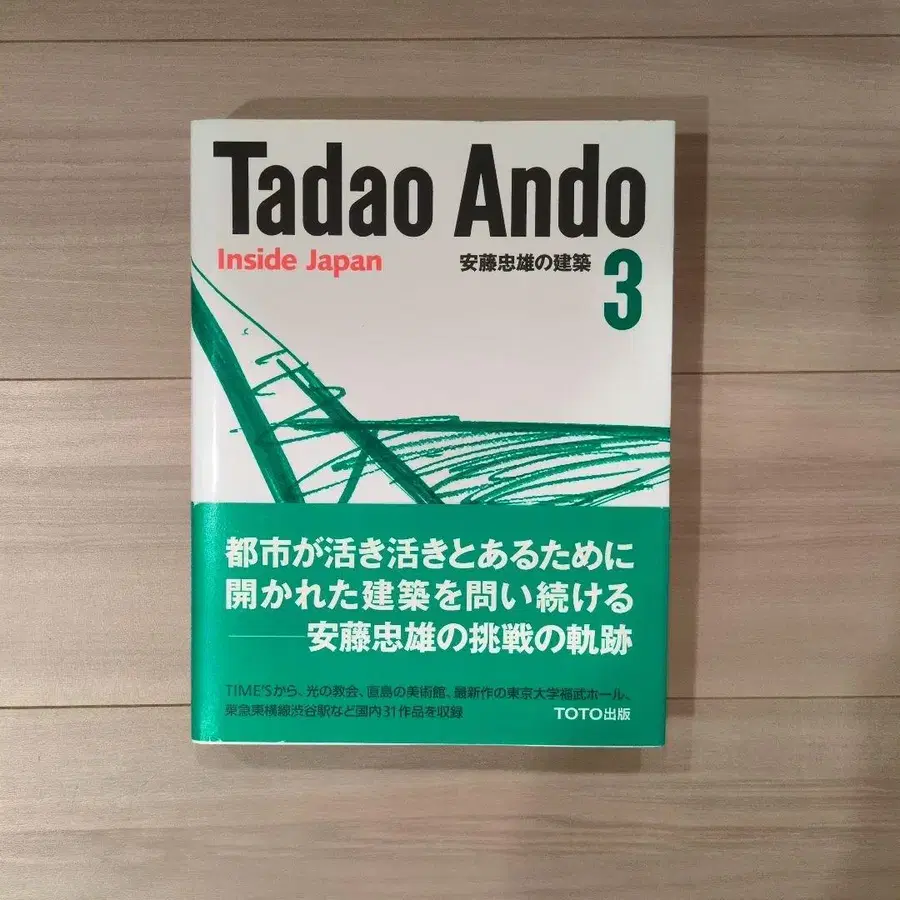 Tadao Ando
Inside Japan
安藤忠雄の建築
3
都市が活き活きとあるために
開かれた建築を問い続ける
——安藤忠雄の挑戦の軌跡
TIME'Sから、光の教会、直島の美術館、最新作の東京大学福武ホール、
東急東横線渋谷駅など国内31作品を収録
TOTO出版